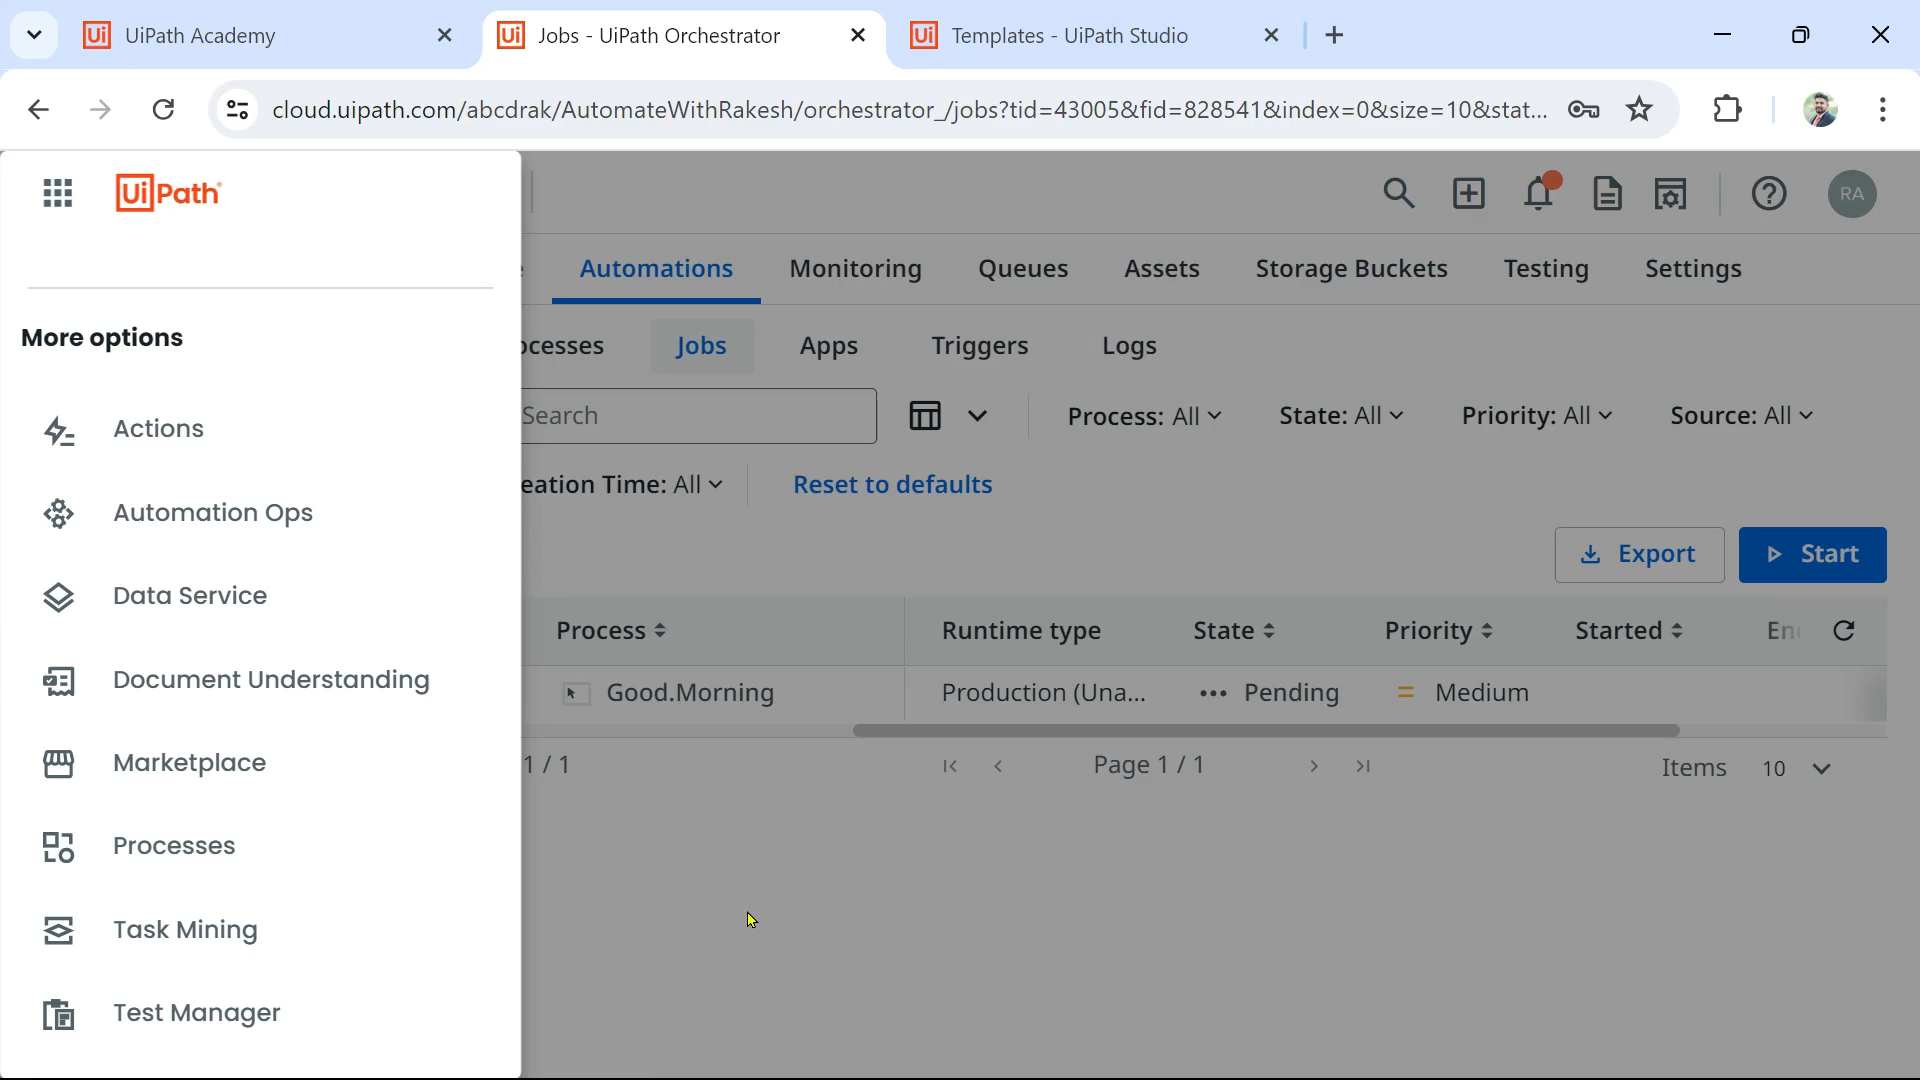 UiPath Academy
Jobs - UiPath Orchestrator
Templates - UiPath Studio
cloud.uipath.com/abcdrak/AutomateWithRakesh/orchestrator_/jobs?tid=43005&fid=828541&index=0&size=10&stat...
UiPath
RA
Automations Monitoring Queues Assets Storage Buckets Testing Settings
More options
ocesses Jobs Apps Triggers Logs
Search
Process: All State: All Priority: All Source: All
eation Time: All Reset to defaults
Export Start
Process Runtime type State Priority Started En
Good.Morning Production (Una... Pending Medium
1 / 1 Page 1 / 1 Items 10
Actions
Automation Ops
Data Service
Document Understanding
Marketplace
Processes
Task Mining
Test Manager